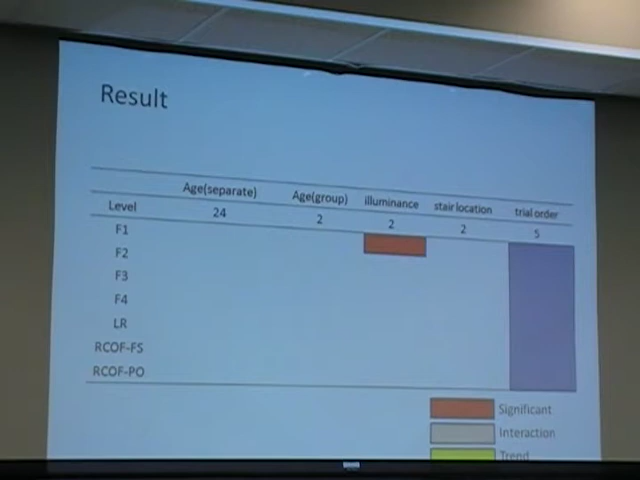 Result
Age(separate) Age(group) illuminance stair location trial order
Level 24 2 2 2 5
F1
F2
F3
F4
LR
RCOF-FS
RCOF-PO
Significant
Interaction
Trend